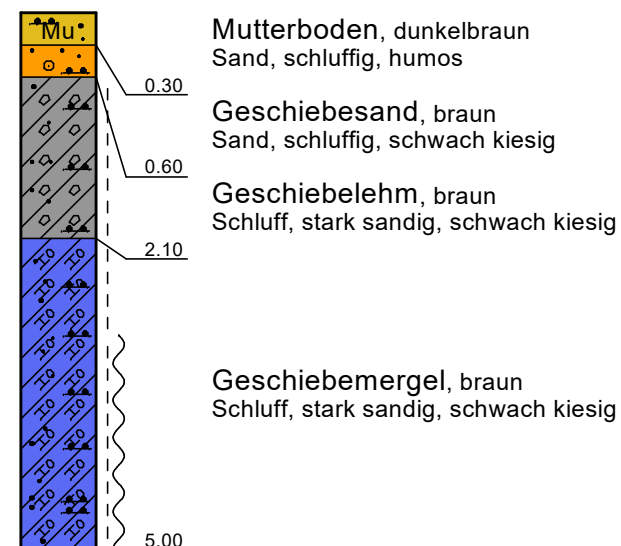 Mu
Mutterboden, dunkelbraun
Sand, schluffig, humos
0.30
Geschiebesand, braun
Sand, schluffig, schwach kiesig
0.60
Geschiebelehm, braun
Schluff, stark sandig, schwach kiesig
2.10
Geschiebemergel, braun
Schluff, stark sandig, schwach kiesig
5.00